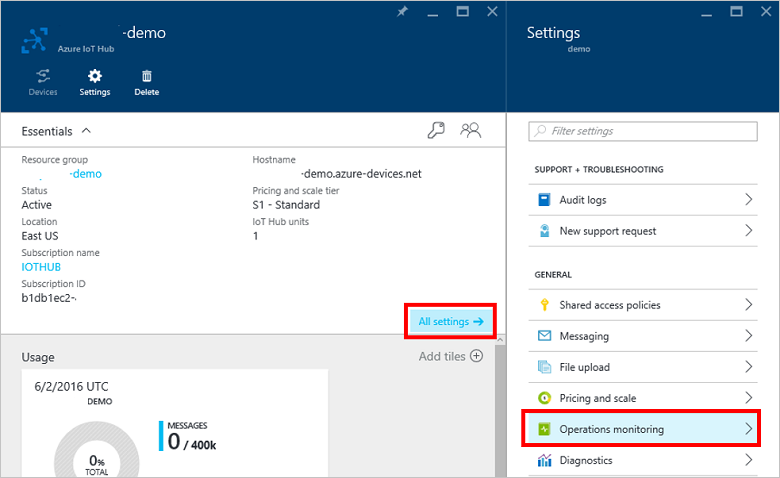 -demo
Azure IoT Hub
Devices
Settings
Delete
Essentials
Resource group
-demo
Status
Active
Location
East US
Subscription name
IOTHUB
Subscription ID
b1db1ec2-
Hostname
-demo.azure-devices.net
Pricing and scale tier
S1 - Standard
IoT Hub units
1
All settings →
Usage
Add tiles
6/2/2016 UTC
DEMO
0%
TOTAL
MESSAGES
0 / 400k
Settings
demo
Filter settings
SUPPORT + TROUBLESHOOTING
Audit logs
New support request
GENERAL
Shared access policies
Messaging
File upload
Pricing and scale
Operations monitoring
Diagnostics